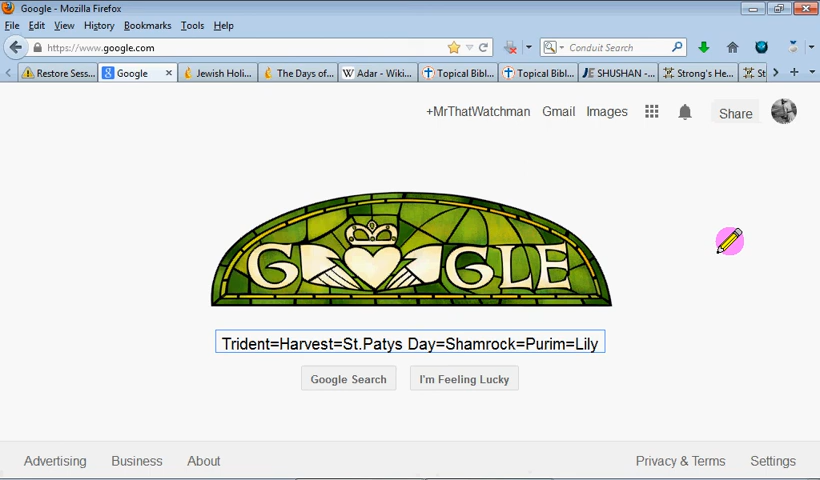 Google - Mozilla Firefox
File Edit View History Bookmarks Tools Help
https://www.google.com Conduit Search
Restore Sess... Google Jewish Holi... The Days of... Adar - Wiki... Topical Bibl... Topical Bibl... SHUSHAN -... Strong's He... St
+MrThatWatchman Gmail Images Share
GOOGLE
Trident=Harvest=St.Patys Day=Shamrock=Purim=Lily
Google Search I'm Feeling Lucky
Advertising Business About Privacy & Terms Settings